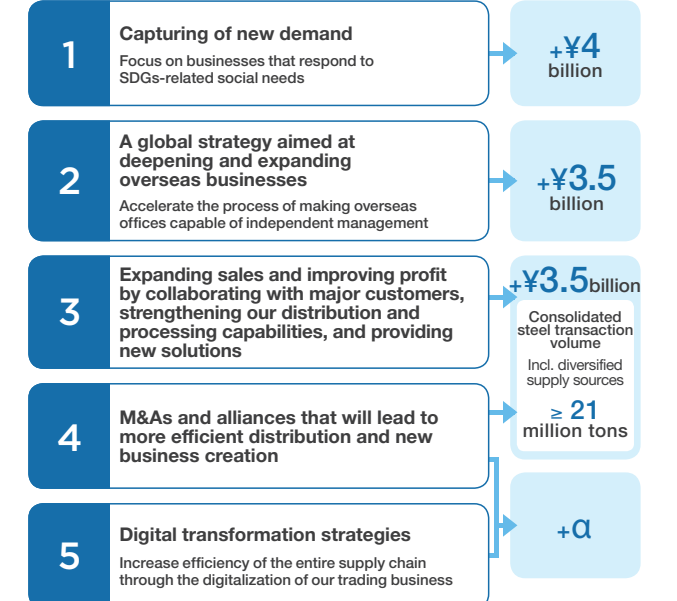 1
Capturing of new demand
Focus on businesses that respond to
SDGs-related social needs
+¥4
billion
2
A global strategy aimed at
deepening and expanding
overseas businesses
Accelerate the process of making overseas
offices capable of independent management
+¥3.5
billion
3
Expanding sales and improving profit
by collaborating with major customers,
strengthening our distribution and
processing capabilities, and providing
new solutions
+¥3.5billion
Consolidated
steel transaction
volume
Incl. diversified
supply sources
≥ 21
million tons
4
M&As and alliances that will lead to
more efficient distribution and new
business creation
5
Digital transformation strategies
Increase efficiency of the entire supply chain
through the digitalization of our trading business
+α